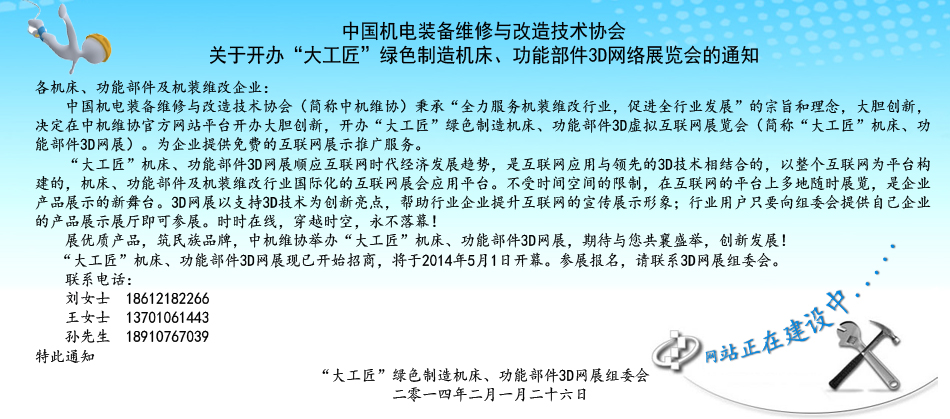 中国机电装备维修与改造技术协会
关于开办“大工匠”绿色制造机床、功能部件3D网络展览会的通知
各机床、功能部件及机装维改企业：
中国机电装备维修与改造技术协会（简称中机维协）秉承“全力服务机装维改行业，促进全行业发展”的宗旨和理念，大胆创新，
决定在中机维协官方网站平台开办大胆创新，开办“大工匠”绿色制造机床、功能部件3D虚拟互联网展览会（简称“大工匠”机床、功
能部件3D网展）。为企业提供免费的互联网展示推广服务。
“大工匠”机床、功能部件3D网展顺应互联网时代经济发展趋势，是互联网应用与领先的3D技术相结合的，以整个互联网为平台构
建的，机床、功能部件及机装维改行业国际化的互联网展会应用平台。不受时间空间的限制，在互联网的平台上多地随时展览，是企业
产品展示的新舞台。3D网展以支持3D技术为创新亮点，帮助行业企业提升互联网的宣传展示形象；行业用户只要向组委会提供自己企业
的产品展示展厅即可参展。时时在线，穿越时空，永不落幕！
展优质产品，筑民族品牌，中机维协举办“大工匠”机床、功能部件3D网展，期待与您共襄盛举，创新发展！
“大工匠”机床、功能部件3D网展现已开始招商，将于2014年5月1日开幕。参展报名，请联系3D网展组委会。
联系电话：
刘女士 18612182266
王女士 13701061443
孙先生 18910767039
特此通知
“大工匠”绿色制造机床、功能部件3D网展组委会
二零一四年二月一月二十六日
网站正在建设中.....